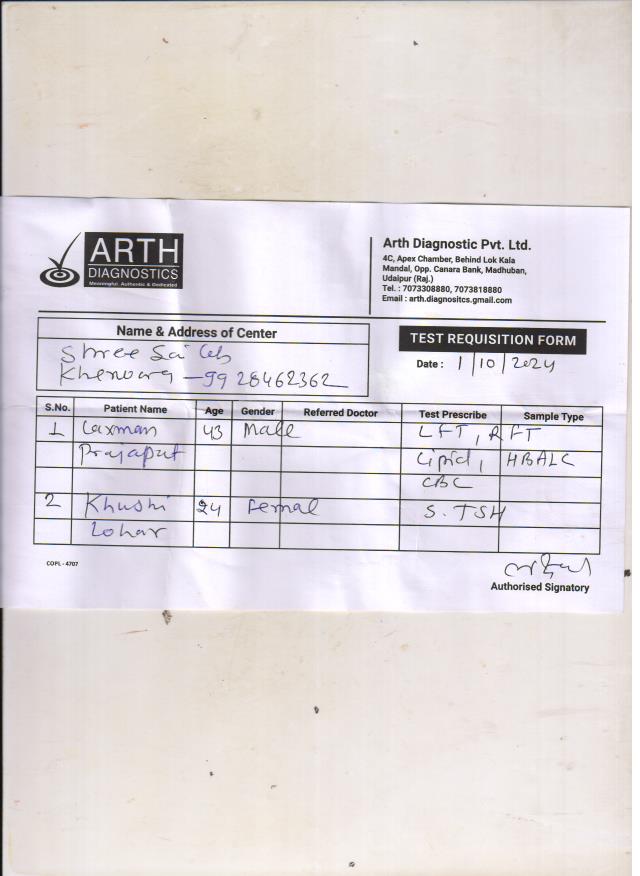 ARTH
DIAGNOSTICS
Meaningful, Authentic & Dedicated
Arth Diagnostic Pvt. Ltd.
4C, Apex Chamber, Behind Lok Kala
Mandal, Opp. Canara Bank, Madhuban,
Udaipur (Raj.)
Tel. : 7073308880, 7073818880
Email : arth.diagnositcs.gmail.com
Name & Address of Center
Shree Sai Lab
Kherwara - 9928462362
TEST REQUISITION FORM
Date : 1/10/2024
S.No. Patient Name Age Gender Referred Doctor Test Prescribe Sample Type
1 Laxman 43 Male LFT, RFT
Prajapat Lipid, HBALC
CBC
2 Khushi 24 Femal S. TSH
Lohar
COPL - 4707
Authorised Signatory